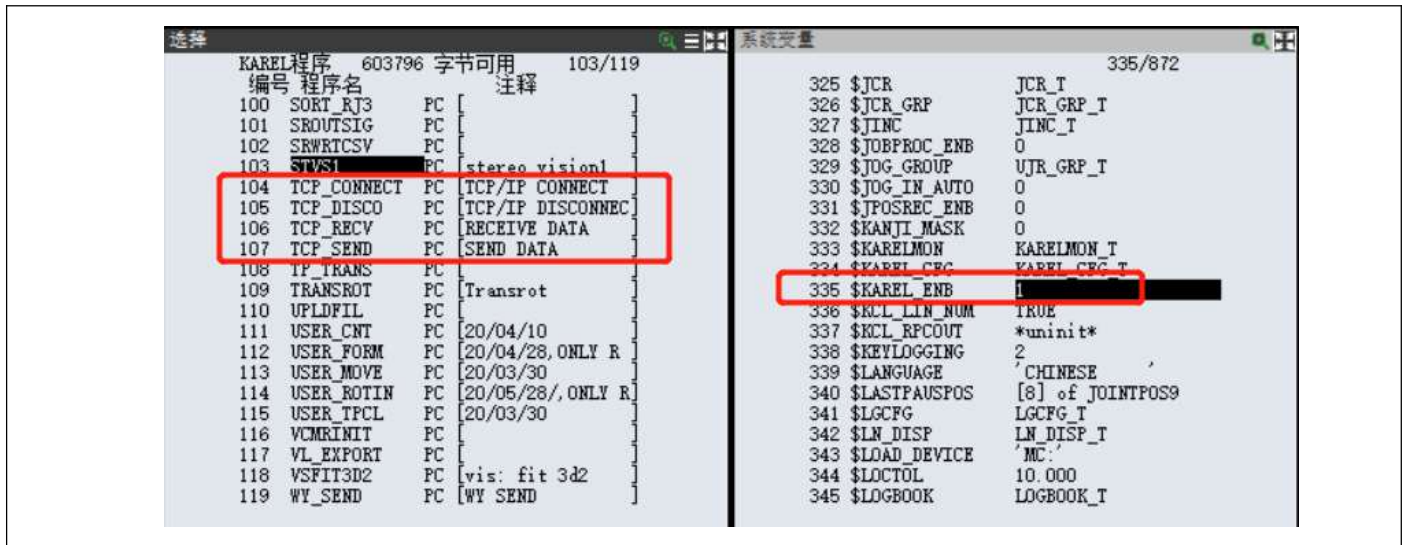 选择
KAREL程序 603796 字节可用 103/119
编号 程序名 注释
100 SORT_RJ3 PC [ ]
101 SROUTSIG PC [ ]
102 SRWRTCSV PC [ ]
103 STVS1 PC [stereo vision1 ]
104 TCP_CONNECT PC [TCP/IP CONNECT ]
105 TCP_DISCO PC [TCP/IP DISCONNEC]
106 TCP_RECV PC [RECEIVE DATA ]
107 TCP_SEND PC [SEND DATA ]
108 TP_TRANS PC [ ]
109 TRANSROT PC [Transrot ]
110 UPLDFIL PC [ ]
111 USER_CNT PC [20/04/10 ]
112 USER_FORM PC [20/04/28,ONLY R ]
113 USER_MOVE PC [20/03/30 ]
114 USER_ROTIN PC [20/05/28/,ONLY R]
115 USER_TPCL PC [20/03/30 ]
116 VCMRINIT PC [ ]
117 VL_EXPORT PC [ ]
118 VSFIT3D2 PC [vis: fit 3d2 ]
119 WY_SEND PC [WY SEND ]
系统变量
335/872
325 $JCR JCR_T
326 $JCR_GRP JCR_GRP_T
327 $JINC JINC_T
328 $JOBPROC_ENB 0
329 $JOG_GROUP UJR_GRP_T
330 $JOG_IN_AUTO 0
331 $JPOSREC_ENB 0
332 $KANJI_MASK 0
333 $KARELMON KARELMON_T
334 $KAREL_CFG KAREL_CFG_T
335 $KAREL_ENB 1
336 $KCL_LIN_NUM TRUE
337 $KCL_RPCOUT *uninit*
338 $KEYLOGGING 2
339 $LANGUAGE 'CHINESE '
340 $LASTPAUSPOS [8] of JOINTPOS9
341 $LGCFG LGCFG_T
342 $LN_DISP LN_DISP_T
343 $LOAD_DEVICE 'MC:'
344 $LOCTOL 10.000
345 $LOGBOOK LOGBOOK_T